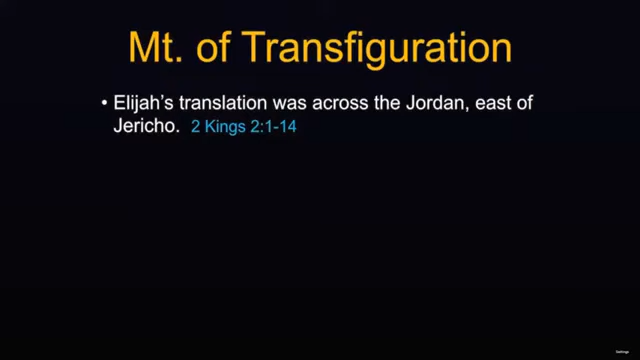 Mt. of Transfiguration
• Elijah's translation was across the Jordan, east of
Jericho. 2 Kings 2:1-14